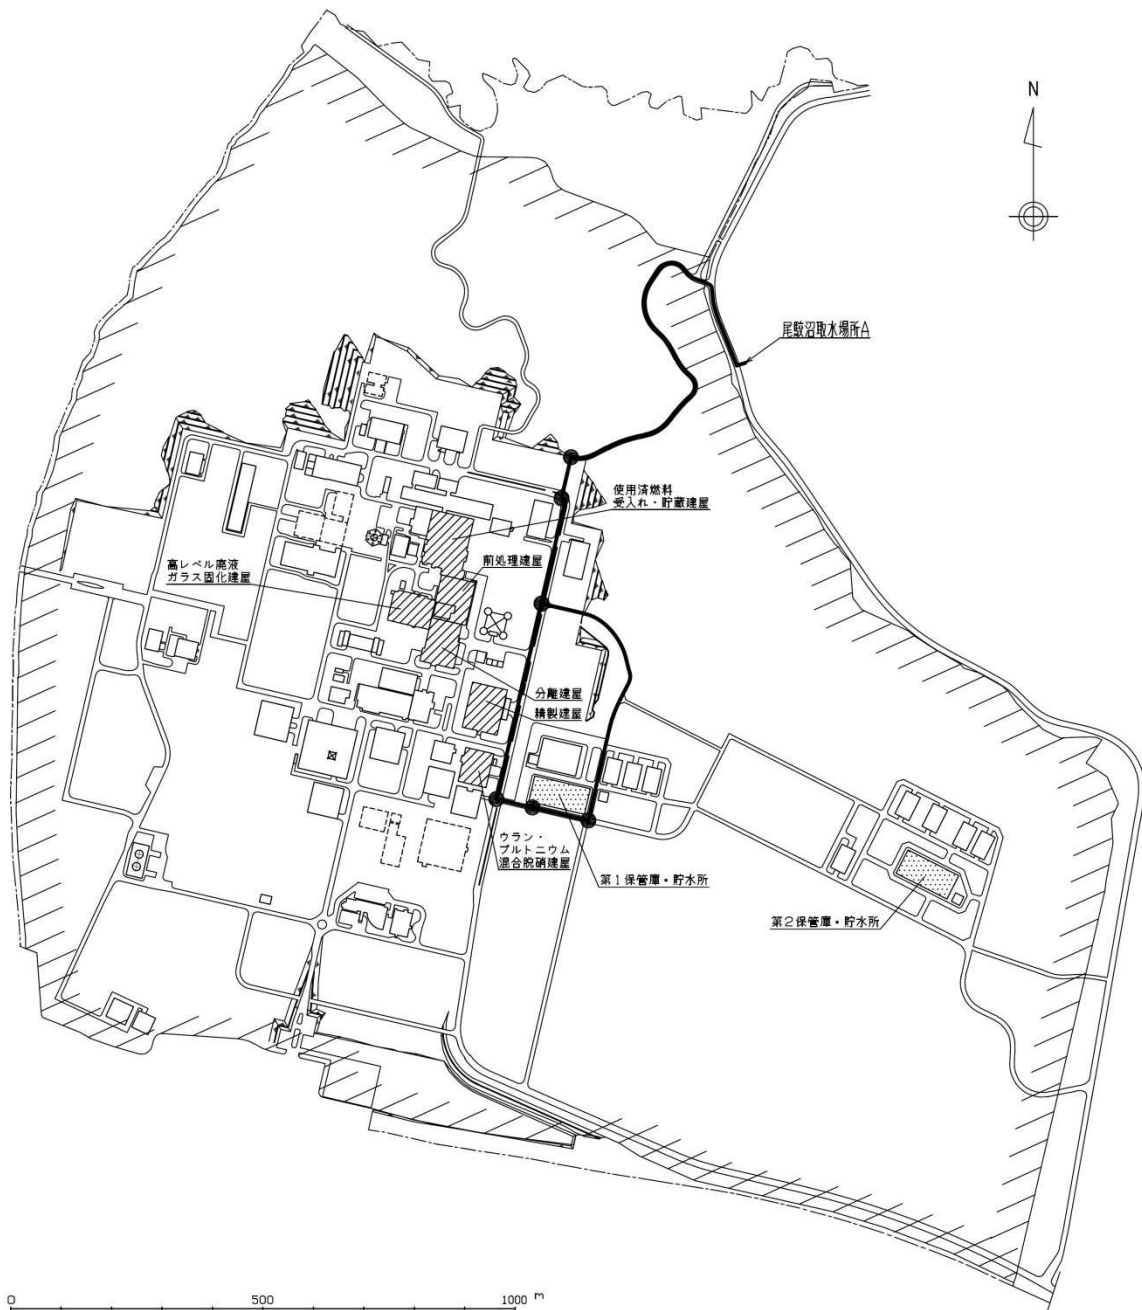 N
尾駮沼取水場所A
使用済燃料
受入れ・貯蔵建屋
前処理建屋
高レベル廃液
ガラス固化建屋
分離建屋
精製建屋
ウラン・
プルトニウム
混合脱硝建屋
第1保管庫・貯水所
第2保管庫・貯水所
0 500 1000 m